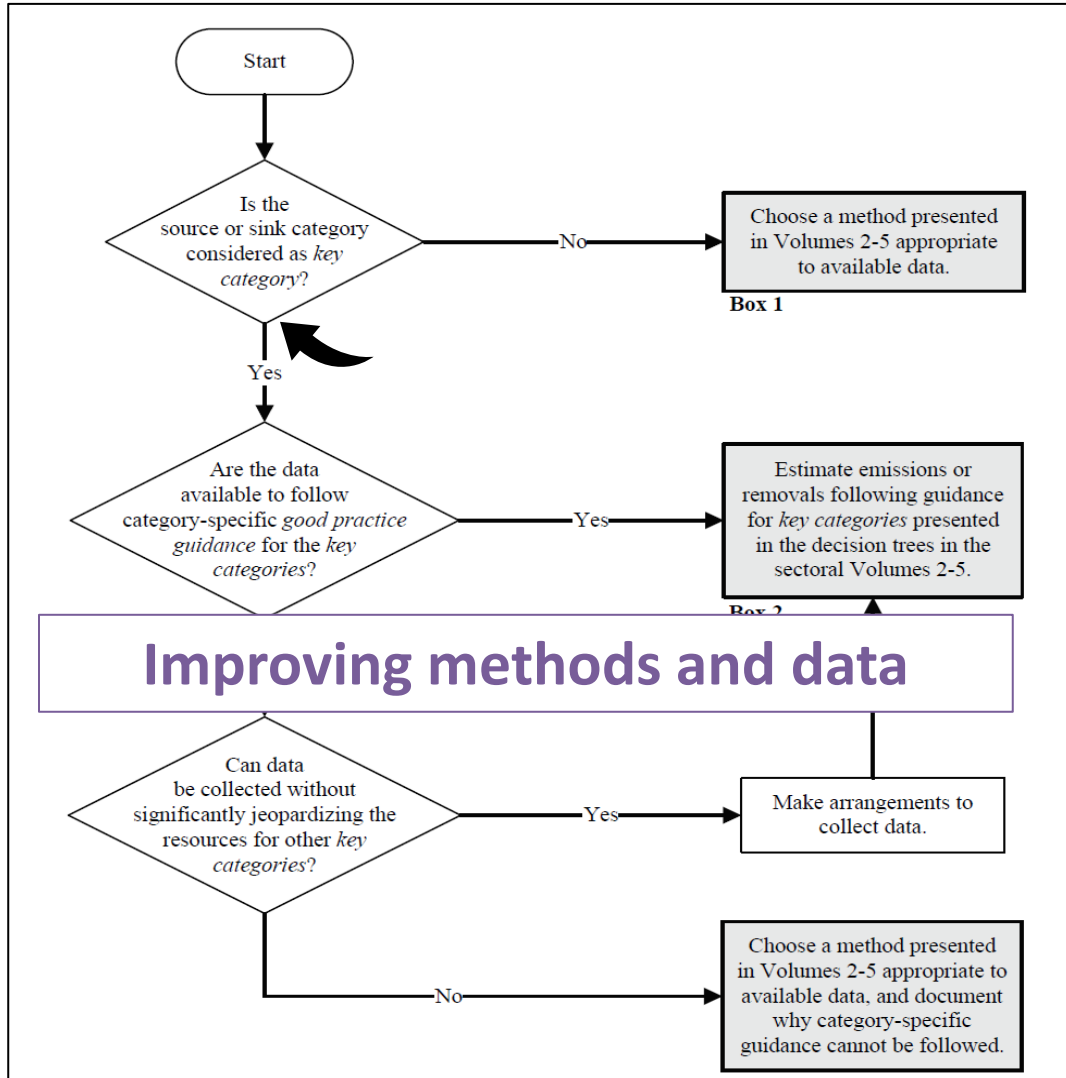 Start
Is the
source or sink category
considered as key
category?
No
Choose a method presented
in Volumes 2-5 appropriate
to available data.
Box 1
Yes
Are the data
available to follow
category-specific good practice
guidance for the key
categories?
Yes
Estimate emissions or
removals following guidance
for key categories presented
in the decision trees in the
sectoral Volumes 2-5.
Box 2
Improving methods and data
Can data
be collected without
significantly jeopardizing the
resources for other key
categories?
Yes
Make arrangements to
collect data.
No
Choose a method presented
in Volumes 2-5 appropriate to
available data, and document
why category-specific
guidance cannot be followed.